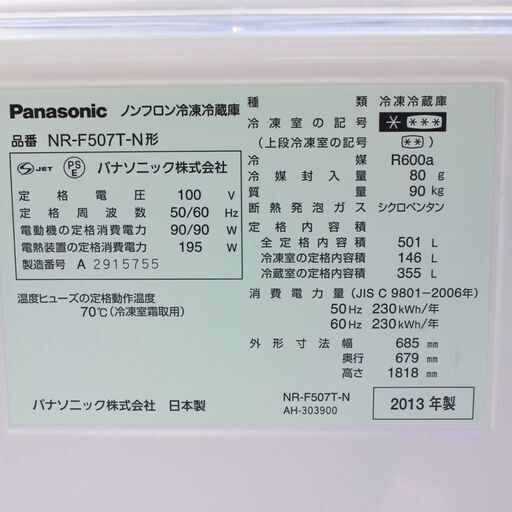 Panasonic ノンフロン冷凍冷蔵庫
品番 NR-F507T-N形
S JET PSE パナソニック株式会社
定格電圧 100 V
定格周波数 50/60 Hz
電動機の定格消費電力 90/90 W
電熱装置の定格消費電力 195 W
製造番号 A 2915755
温度ヒューズの定格動作温度
70℃(冷凍室霜取用)
パナソニック株式会社 日本製
種類 冷凍冷蔵庫
冷凍室の記号 ****
(上段冷凍室の記号 **)
冷媒 R600a
冷媒封入量 80 g
質量 90 kg
断熱発泡ガス シクロペンタン
定格内容積
全定格内容積 501 L
冷凍室の定格内容積 146 L
冷蔵室の定格内容積 355 L
消費電力量(JIS C 9801-2006年)
50Hz 230kWh/年
60Hz 230kWh/年
外形寸法 幅 685 mm
奥行 679 mm
高さ 1818 mm
NR-F507T-N
AH-303900
2013年製